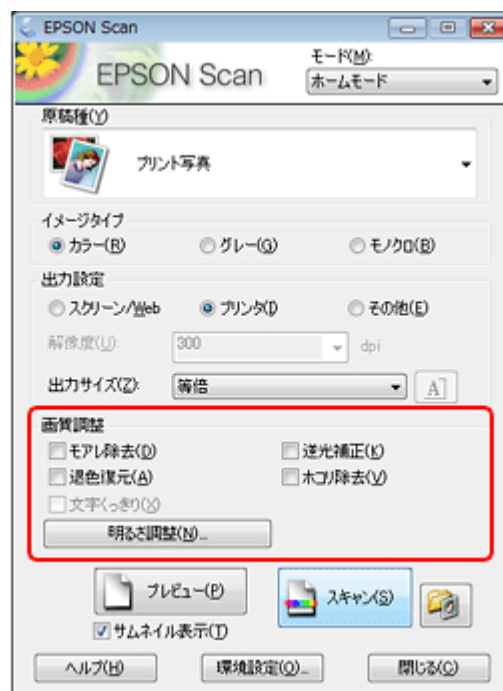 EPSON Scan
EPSON Scan
モード(M):
ホームモード
原稿種(Y)
プリント写真
イメージタイプ
カラー(R) グレー(G) モノクロ(B)
出力設定
スクリーン/Web プリンタ(I) その他(E)
解像度(U): 300 dpi
出力サイズ(Z): 等倍 A
画質調整
モアレ除去(D) 逆光補正(K)
退色復元(A) ホコリ除去(V)
文字くっきり(X)
明るさ調整(N)...
プレビュー(P) スキャン(S)
サムネイル表示(T)
ヘルプ(H) 環境設定(O)... 閉じる(C)